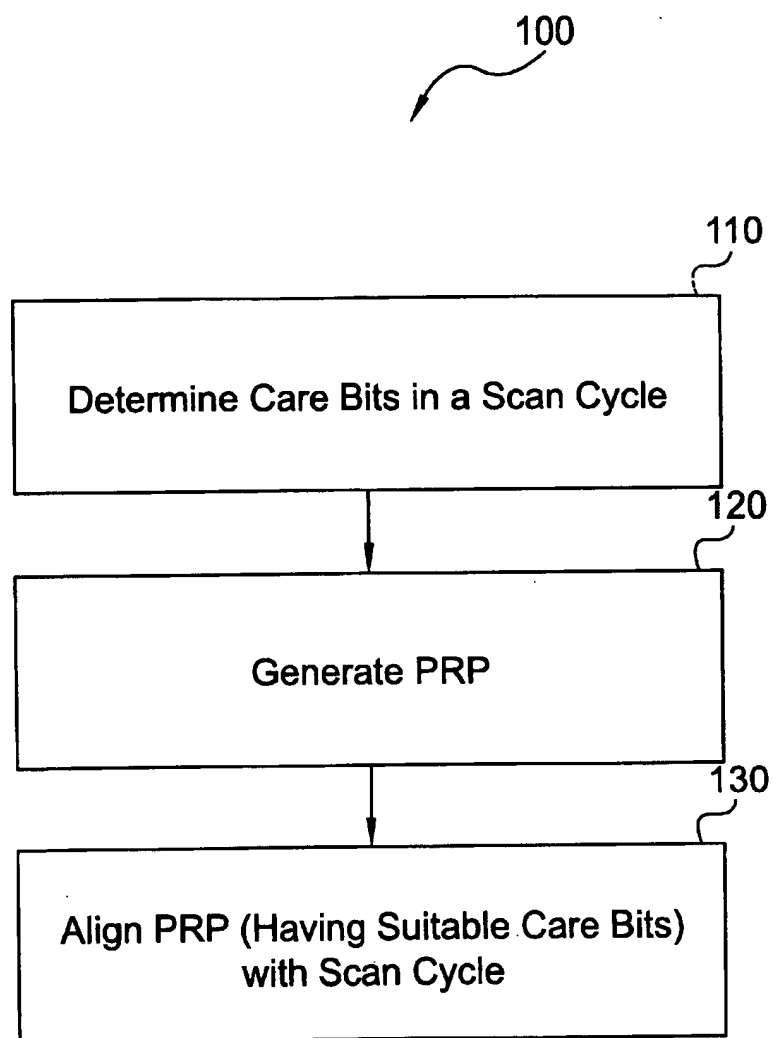 100
110
Determine Care Bits in a Scan Cycle
120
Generate PRP
130
Align PRP (Having Suitable Care Bits)
with Scan Cycle